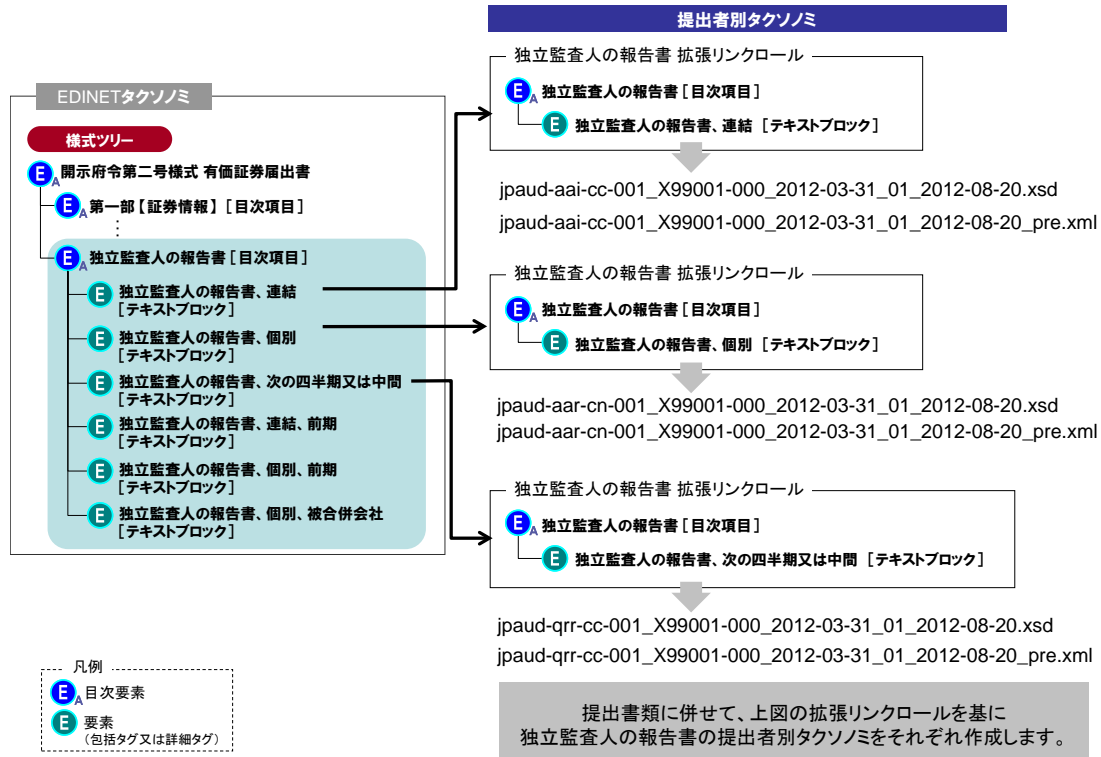 提出者別タクソノミ
EDINETタクソノミ
様式ツリー
E A 開示府令第二号様式 有価証券届出書
E A 第一部【証券情報】 [目次項目]
⋮
E A 独立監査人の報告書[目次項目]
E 独立監査人の報告書、連結
[テキストブロック]
E 独立監査人の報告書、個別
[テキストブロック]
E 独立監査人の報告書、次の四半期又は中間
[テキストブロック]
E 独立監査人の報告書、連結、前期
[テキストブロック]
E 独立監査人の報告書、個別、前期
[テキストブロック]
E 独立監査人の報告書、個別、被合併会社
[テキストブロック]
独立監査人の報告書 拡張リンクロール
E A 独立監査人の報告書[目次項目]
E 独立監査人の報告書、連結 [テキストブロック]
jpaud-aai-cc-001_X99001-000_2012-03-31_01_2012-08-20.xsd
jpaud-aai-cc-001_X99001-000_2012-03-31_01_2012-08-20_pre.xml
独立監査人の報告書 拡張リンクロール
E A 独立監査人の報告書[目次項目]
E 独立監査人の報告書、個別 [テキストブロック]
jpaud-aar-cn-001_X99001-000_2012-03-31_01_2012-08-20.xsd
jpaud-aar-cn-001_X99001-000_2012-03-31_01_2012-08-20_pre.xml
独立監査人の報告書 拡張リンクロール
E A 独立監査人の報告書[目次項目]
E 独立監査人の報告書、次の四半期又は中間 [テキストブロック]
jpaud-qrr-cc-001_X99001-000_2012-03-31_01_2012-08-20.xsd
jpaud-qrr-cc-001_X99001-000_2012-03-31_01_2012-08-20_pre.xml
凡例
E A 目次要素
E 要素
(包括タグ又は詳細タグ)
提出書類に併せて、上図の拡張リンクロールを基に
独立監査人の報告書の提出者別タクソノミをそれぞれ作成します。